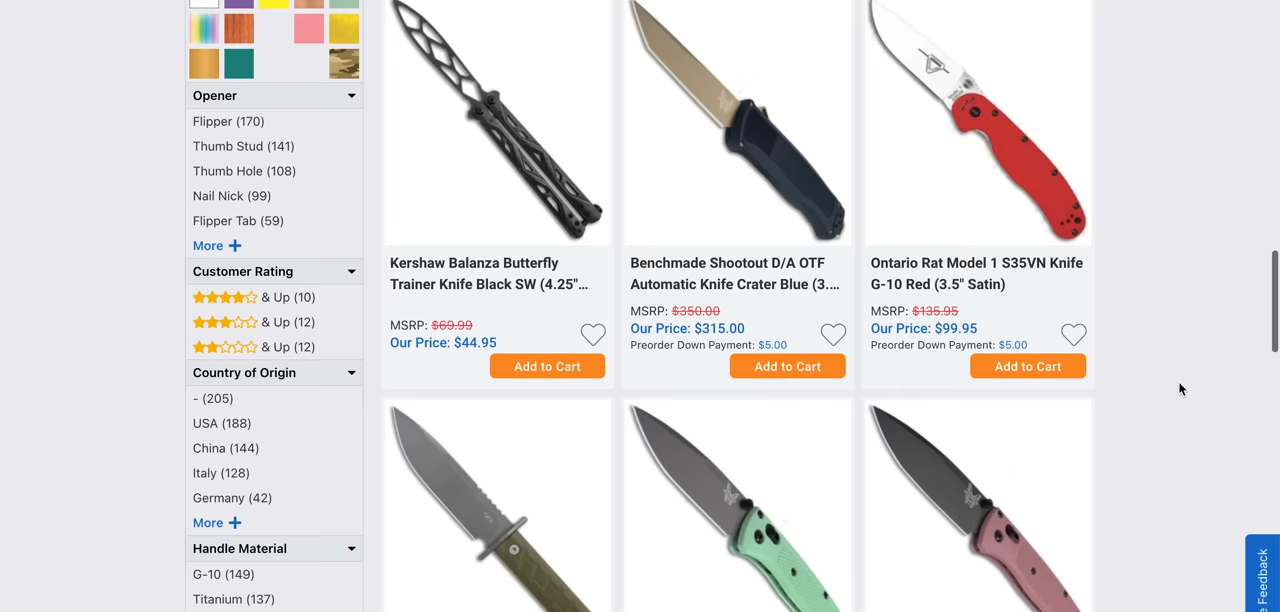 Opener
Flipper (170)
Thumb Stud (141)
Thumb Hole (108)
Nail Nick (99)
Flipper Tab (59)
More
Customer Rating
& Up (10)
& Up (12)
& Up (12)
Country of Origin
- (205)
USA (188)
China (144)
Italy (128)
Germany (42)
More
Handle Material
G-10 (149)
Titanium (137)
Kershaw Balanza Butterfly
Trainer Knife Black SW (4.25"...
MSRP: $69.99
Our Price: $44.95
Add to Cart
Benchmade Shootout D/A OTF
Automatic Knife Crater Blue (3....
MSRP: $350.00
Our Price: $315.00
Preorder Down Payment: $5.00
Add to Cart
Ontario Rat Model 1 S35VN Knife
G-10 Red (3.5" Satin)
MSRP: $135.95
Our Price: $99.95
Preorder Down Payment: $5.00
Add to Cart
Feedback